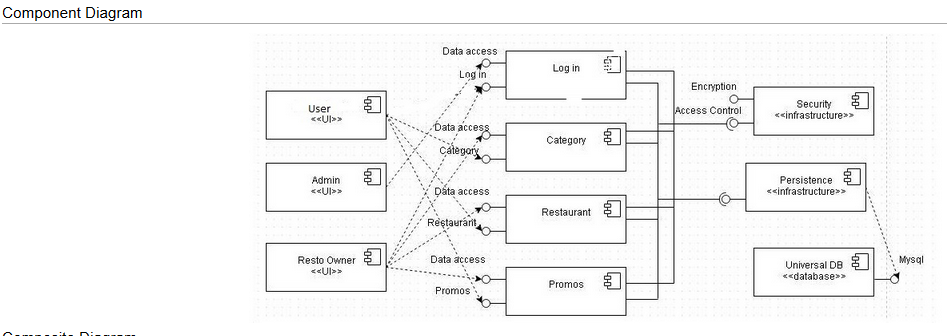 Component Diagram
Data access
Log in
Log in
User
<<UI>>
Encryption
Access Control
Security
<<infrastructure>>
Data access
Category
Category
Admin
<<UI>>
Data access
Restaurant
Restaurant
Persistence
<<infrastructure>>
Resto Owner
<<UI>>
Data access
Promos
Promos
Universal DB
<<database>>
Mysql
Composite Diagram